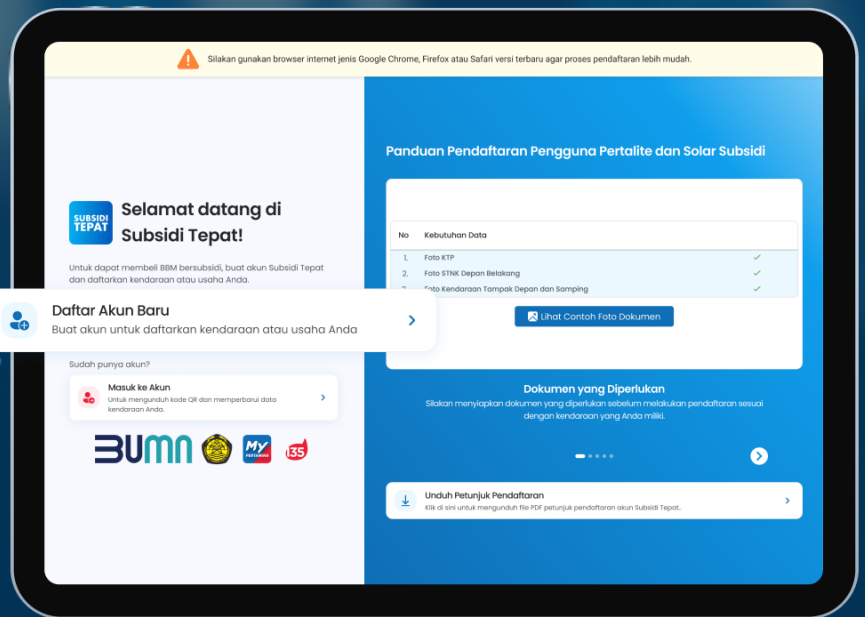 Silakan gunakan browser internet jenis Google Chrome, Firefox atau Safari versi terbaru agar proses pendaftaran lebih mudah.
SUBSIDI
TEPAT
Selamat datang di
Subsidi Tepat!
Untuk dapat membeli BBM bersubsidi, buat akun Subsidi Tepat
dan daftarkan kendaraan atau usaha Anda.
Daftar Akun Baru
Buat akun untuk daftarkan kendaraan atau usaha Anda
Sudah punya akun?
Masuk ke Akun
Untuk mengunduh kode QR dan memperbarui data
kendaraan Anda.
BUMN
My
PERTAMINA
135
Panduan Pendaftaran Pengguna Pertalite dan Solar Subsidi
No Kebutuhan Data
1. Foto KTP
2. Foto STNK Depan Belakang
Foto Kendaraan Tampak Depan dan Samping
Lihat Contoh Foto Dokumen
Dokumen yang Diperlukan
Silakan menyiapkan dokumen yang diperlukan sebelum melakukan pendaftaran sesuai
dengan kendaraan yang Anda miliki.
Unduh Petunjuk Pendaftaran
Klik di sini untuk mengunduh file PDF petunjuk pendaftaran akun Subsidi Tepat.